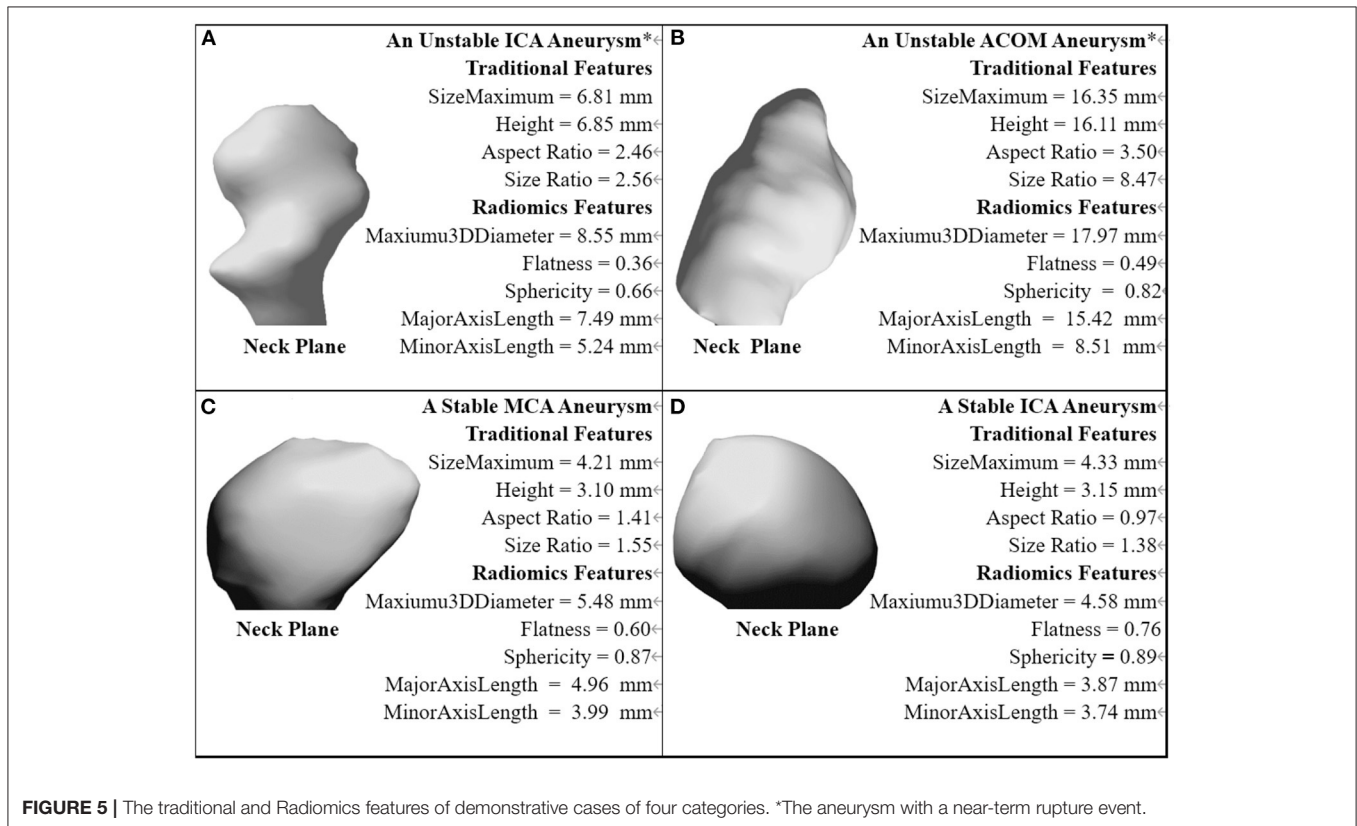 A
An Unstable ICA Aneurysm*←
Traditional Features
SizeMaximum = 6.81 mm
Height = 6.85 mm←
Aspect Ratio = 2.46←
Size Ratio = 2.56←
Radiomics Features
Maxiumu3DDiameter = 8.55 mm←
Flatness = 0.36←
Sphericity = 0.66←
MajorAxisLength = 7.49 mm←
MinorAxisLength = 5.24 mm←
Neck Plane
B
An Unstable ACOM Aneurysm*←
Traditional Features
SizeMaximum = 16.35 mm←
Height = 16.11 mm←
Aspect Ratio = 3.50←
Size Ratio = 8.47←
Radiomics Features←
Maxiumu3DDiameter = 17.97 mm←
Flatness = 0.49←
Sphericity = 0.82←
MajorAxisLength = 15.42 mm←
MinorAxisLength = 8.51 mm←
Neck Plane
C
A Stable MCA Aneurysm←
Traditional Features
SizeMaximum = 4.21 mm←
Height = 3.10 mm←
Aspect Ratio = 1.41←
Size Ratio = 1.55←
Radiomics Features←
Maxiumu3DDiameter = 5.48 mm←
Flatness = 0.60←
Sphericity = 0.87←
MajorAxisLength = 4.96 mm←
MinorAxisLength = 3.99 mm←
Neck Plane
D
A Stable ICA Aneurysm←
Traditional Features
SizeMaximum = 4.33 mm←
Height = 3.15 mm←
Aspect Ratio = 0.97←
Size Ratio = 1.38←
Radiomics Features←
Maxiumu3DDiameter = 4.58 mm←
Flatness = 0.76
Sphericity = 0.89←
MajorAxisLength = 3.87 mm←
MinorAxisLength = 3.74 mm←
Neck Plane
FIGURE 5 | The traditional and Radiomics features of demonstrative cases of four categories. *The aneurysm with a near-term rupture event.